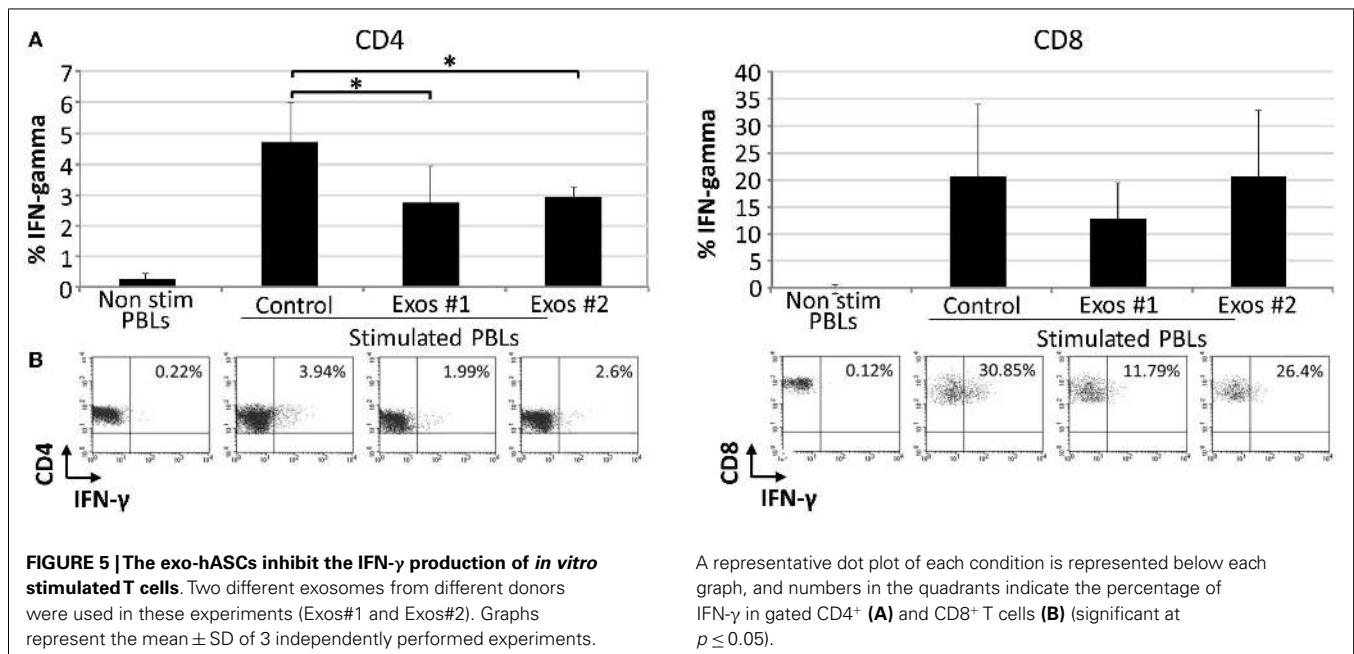 A
CD4
7
6
5
4
3
2
1
0
% IFN-gamma
*
*
Non stim
PBLs
Control
Exos #1
Exos #2
Stimulated PBLs
CD8
40
35
30
25
20
15
10
5
0
% IFN-gamma
Non stim
PBLs
Control
Exos #1
Exos #2
Stimulated PBLs
B
0.22%
3.94%
1.99%
2.6%
CD4
IFN-γ
0.12%
30.85%
11.79%
26.4%
CD8
IFN-γ
FIGURE 5 | The exo-hASCs inhibit the IFN-γ production of in vitro
stimulated T cells. Two different exosomes from different donors
were used in these experiments (Exos#1 and Exos#2). Graphs
represent the mean ± SD of 3 independently performed experiments.
A representative dot plot of each condition is represented below each
graph, and numbers in the quadrants indicate the percentage of
IFN-γ in gated CD4⁺ (A) and CD8⁺ T cells (B) (significant at
p ≤ 0.05).